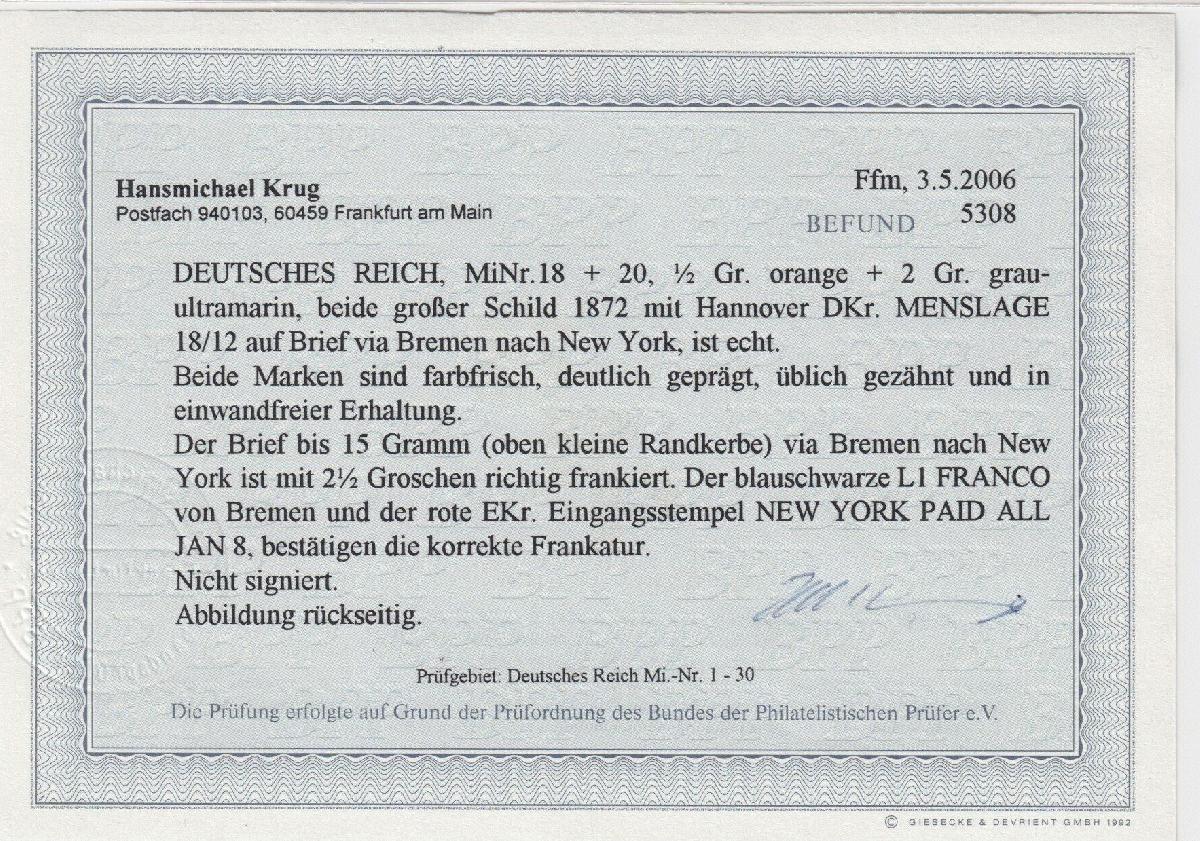 Hansmichael Krug
Postfach 940103, 60459 Frankfurt am Main
Ffm, 3.5.2006
BEFUND 5308
DEUTSCHES REICH, MiNr.18 + 20, ½ Gr. orange + 2 Gr. grau-
ultramarin, beide großer Schild 1872 mit Hannover DKr. MENSLAGE
18/12 auf Brief via Bremen nach New York, ist echt.
Beide Marken sind farbfrisch, deutlich geprägt, üblich gezähnt und in
einwandfreier Erhaltung.
Der Brief bis 15 Gramm (oben kleine Randkerbe) via Bremen nach New
York ist mit 2½ Groschen richtig frankiert. Der blauschwarze L1 FRANCO
von Bremen und der rote EKr. Eingangsstempel NEW YORK PAID ALL
JAN 8, bestätigen die korrekte Frankatur.
Nicht signiert.
Abbildung rückseitig.
Prüfgebiet: Deutsches Reich Mi.-Nr. 1 - 30
Die Prüfung erfolgte auf Grund der Prüfordnung des Bundes der Philatelistischen Prüfer e.V.
© GIESECKE & DEVRIENT GMBH 1992